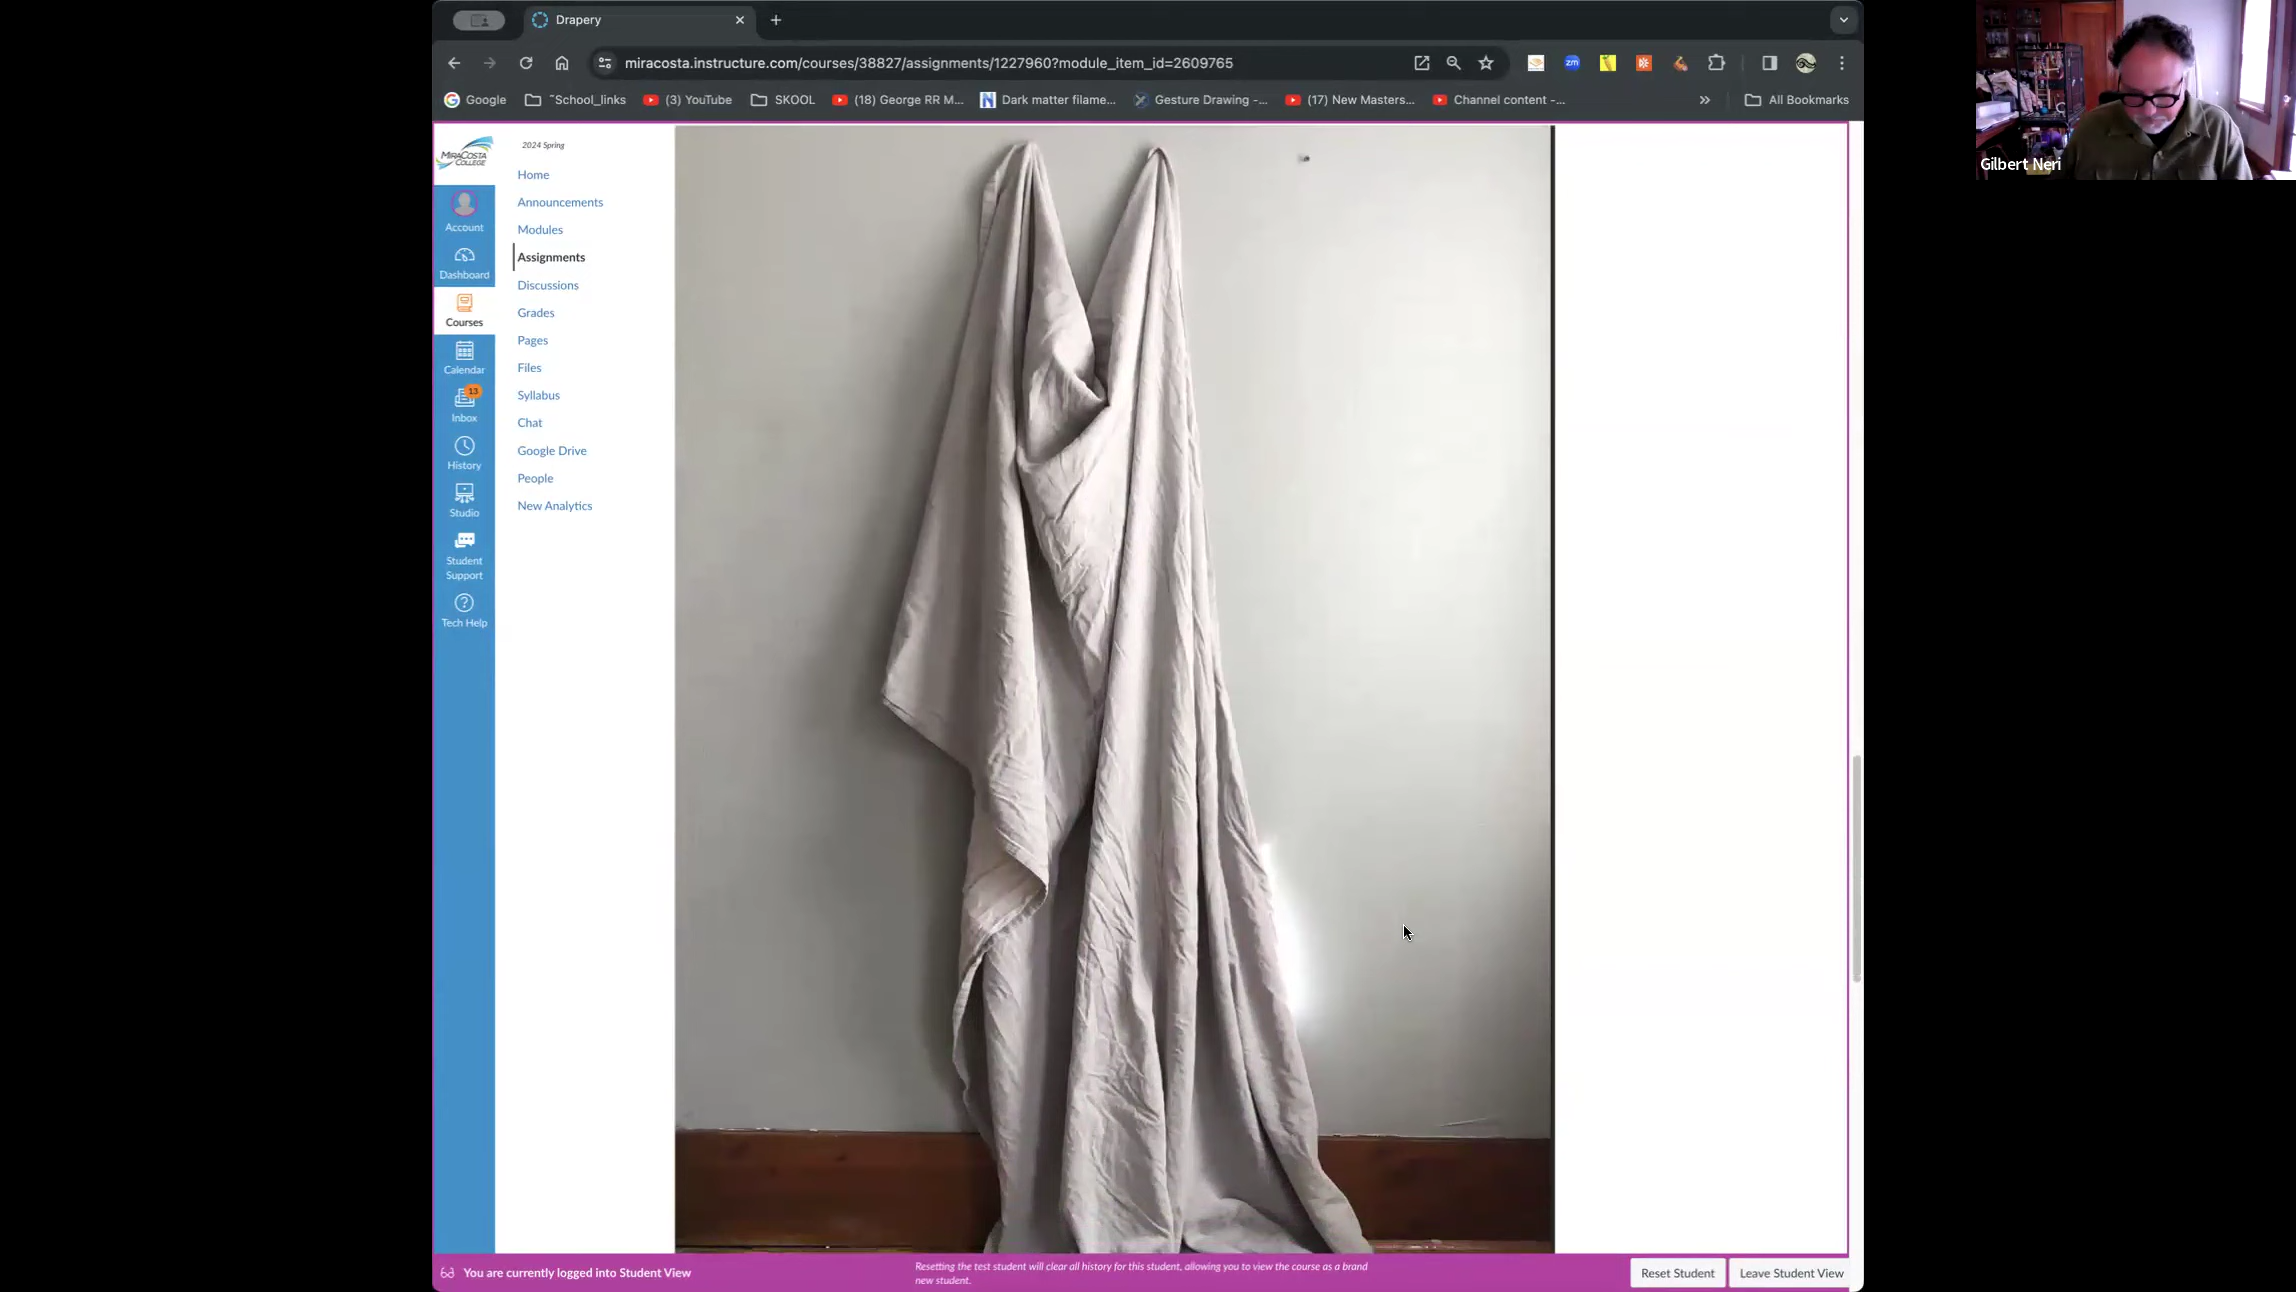 Drapery
miracosta.instructure.com/courses/38827/assignments/1227960?module_item_id=2609765
Google
~School_links
(3) YouTube
SKOOL
(18) George RR M...
Dark matter filame...
Gesture Drawing -...
(17) New Masters...
Channel content -...
»
All Bookmarks
zm
MIRACOSTA
COLLEGE
Account
Dashboard
Courses
Calendar
13
Inbox
History
Studio
Student
Support
Tech Help
2024 Spring
Home
Announcements
Modules
Assignments
Discussions
Grades
Pages
Files
Syllabus
Chat
Google Drive
People
New Analytics
Gilbert Neri
You are currently logged into Student View
Resetting the test student will clear all history for this student, allowing you to view the course as a brand
new student.
Reset Student
Leave Student View